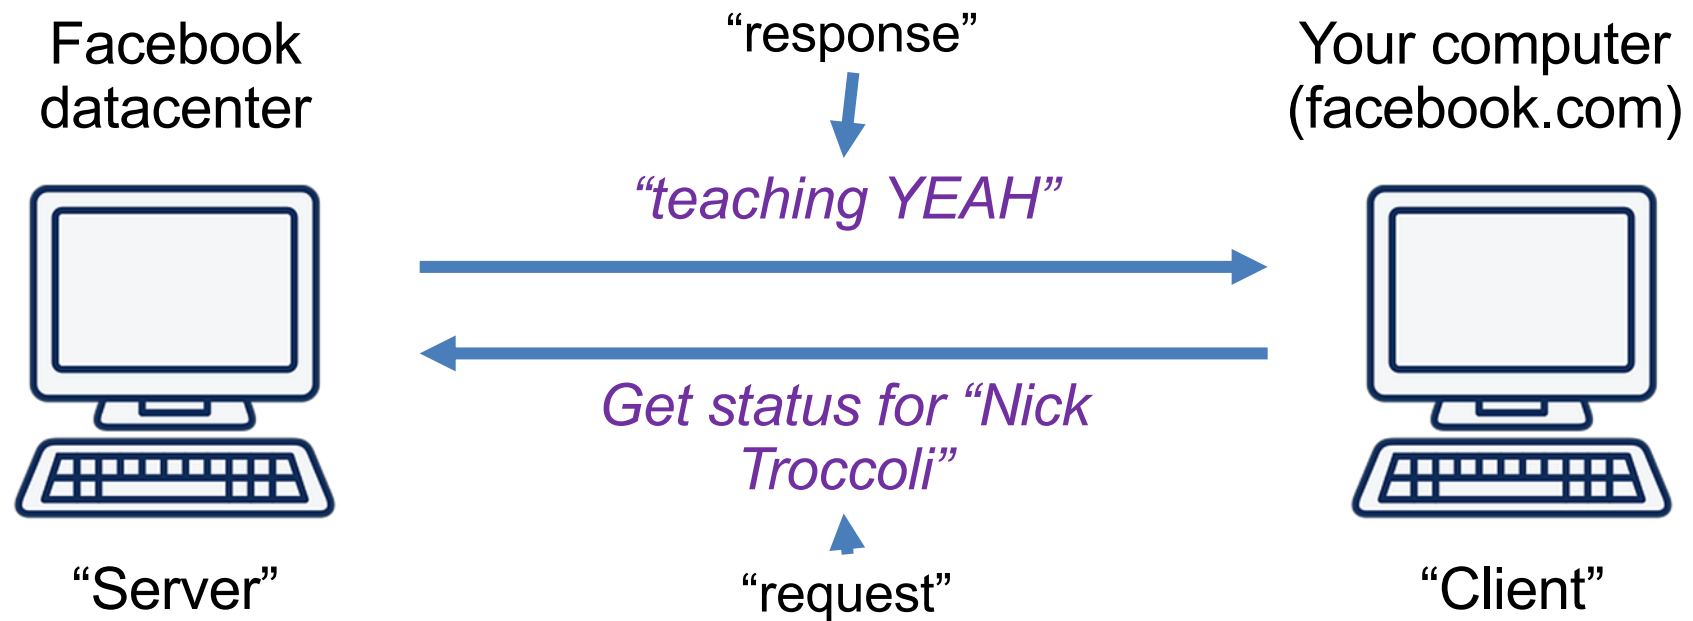 Facebook
datacenter
“response”
Your computer
(facebook.com)
“teaching YEAH”
Get status for “Nick
Troccoli”
“Server”
“request”
“Client”